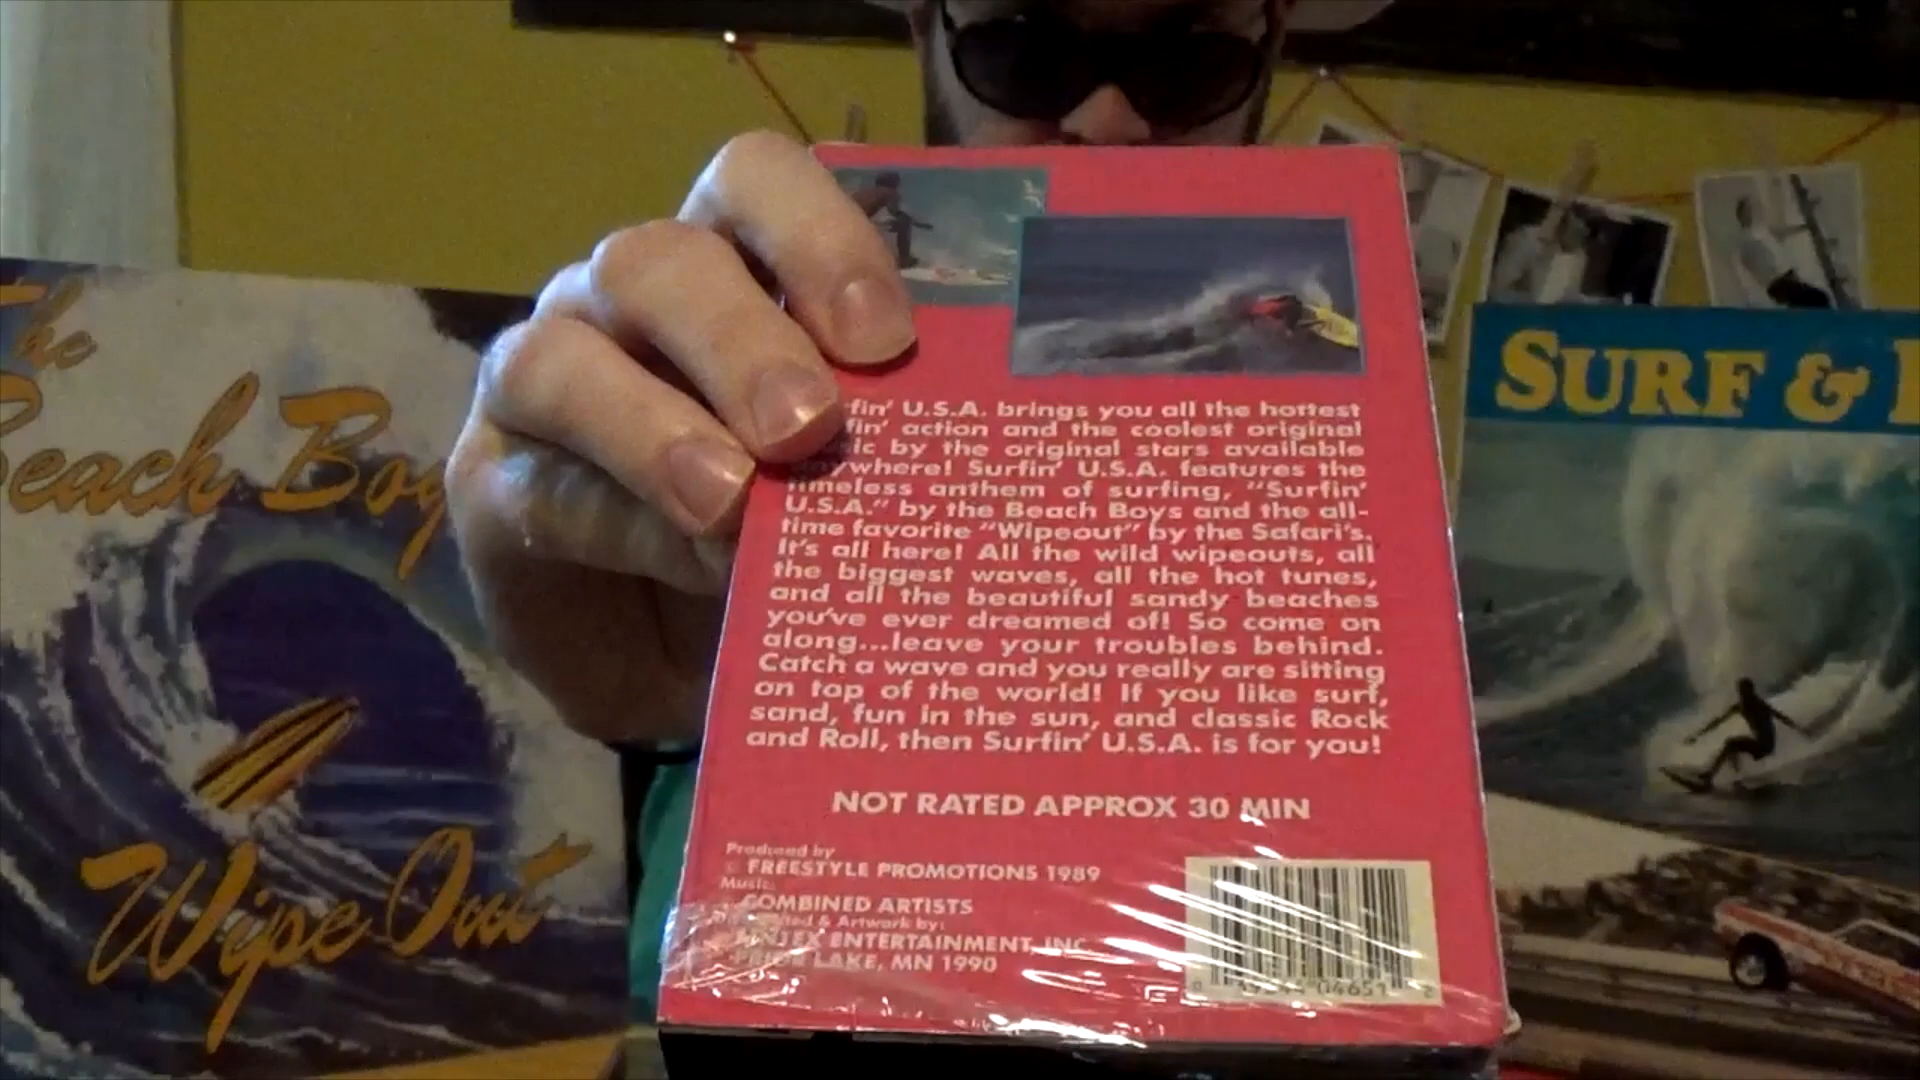 The
Beach Boy
Wipe Out
SURF &
fin' U.S.A. brings you all the hottest
fin' action and the coolest original
ic by the original stars available
ywhere! Surfin' U.S.A. features the
timeless anthem of surfing, "Surfin'
U.S.A." by the Beach Boys and the all-
time favorite "Wipeout" by the Safari's.
It's all here! All the wild wipeouts, all
the biggest waves, all the hot tunes,
and all the beautiful sandy beaches
you've ever dreamed of! So come on
along...leave your troubles behind.
Catch a wave and you really are sitting
on top of the world! If you like surf,
sand, fun in the sun, and classic Rock
and Roll, then Surfin' U.S.A. is for you!
NOT RATED APPROX 30 MIN
Produced by
© FREESTYLE PROMOTIONS 1989
Music:
COMBINED ARTISTS
& Artwork by:
ENTERTAINMENT, INC.
LAKE, MN 1990